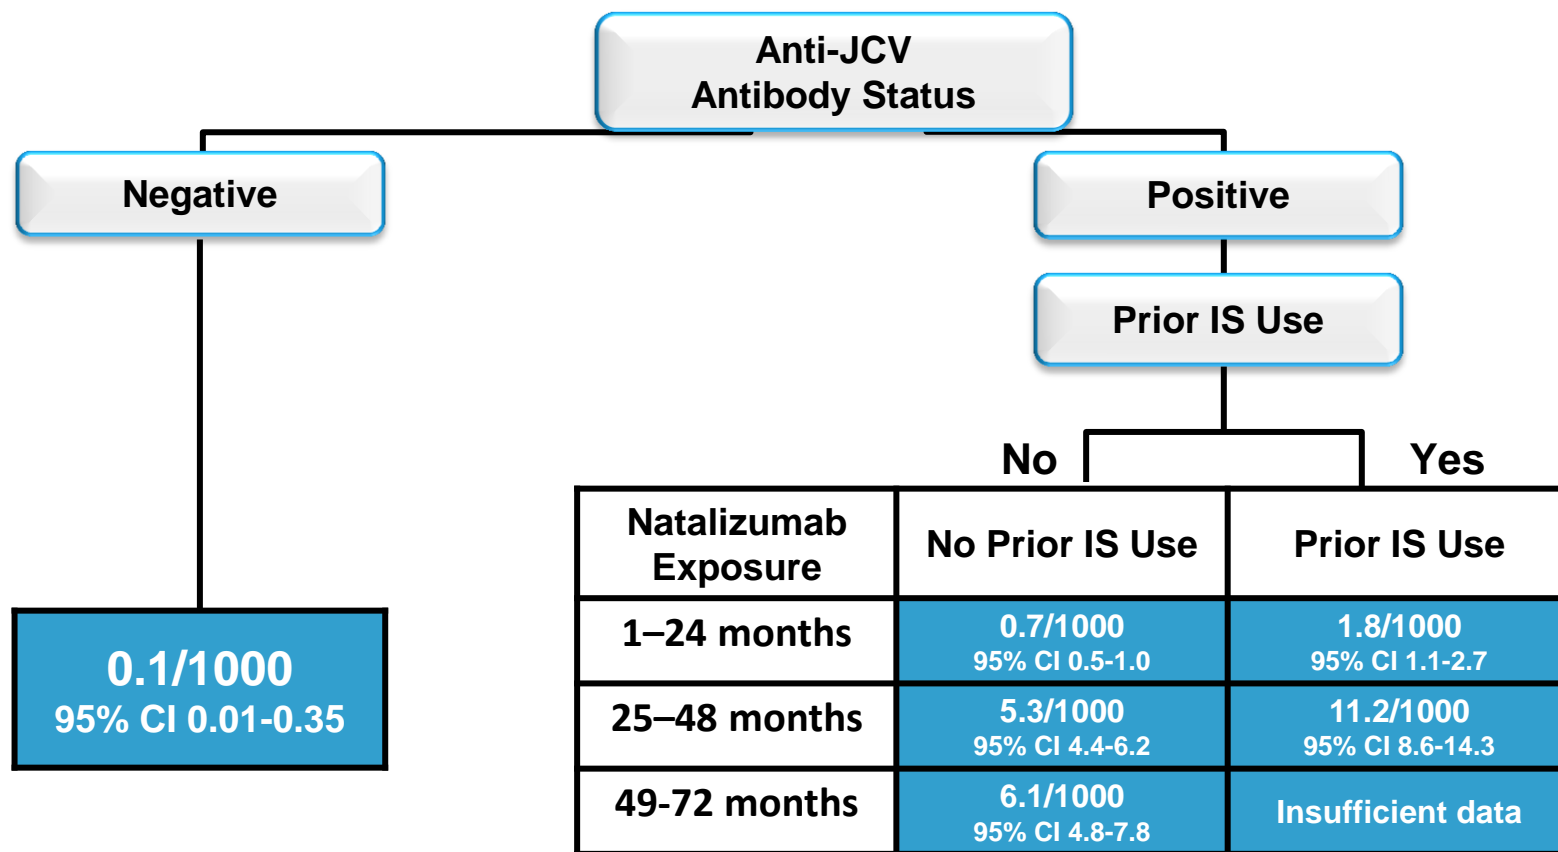 Anti-JCV
Antibody Status
Negative
Positive
Prior IS Use
No
Yes
Natalizumab
Exposure
No Prior IS Use
Prior IS Use
1–24 months
0.7/1000
95% CI 0.5-1.0
1.8/1000
95% CI 1.1-2.7
0.1/1000
95% CI 0.01-0.35
25–48 months
5.3/1000
95% CI 4.4-6.2
11.2/1000
95% CI 8.6-14.3
49-72 months
6.1/1000
95% CI 4.8-7.8
Insufficient data